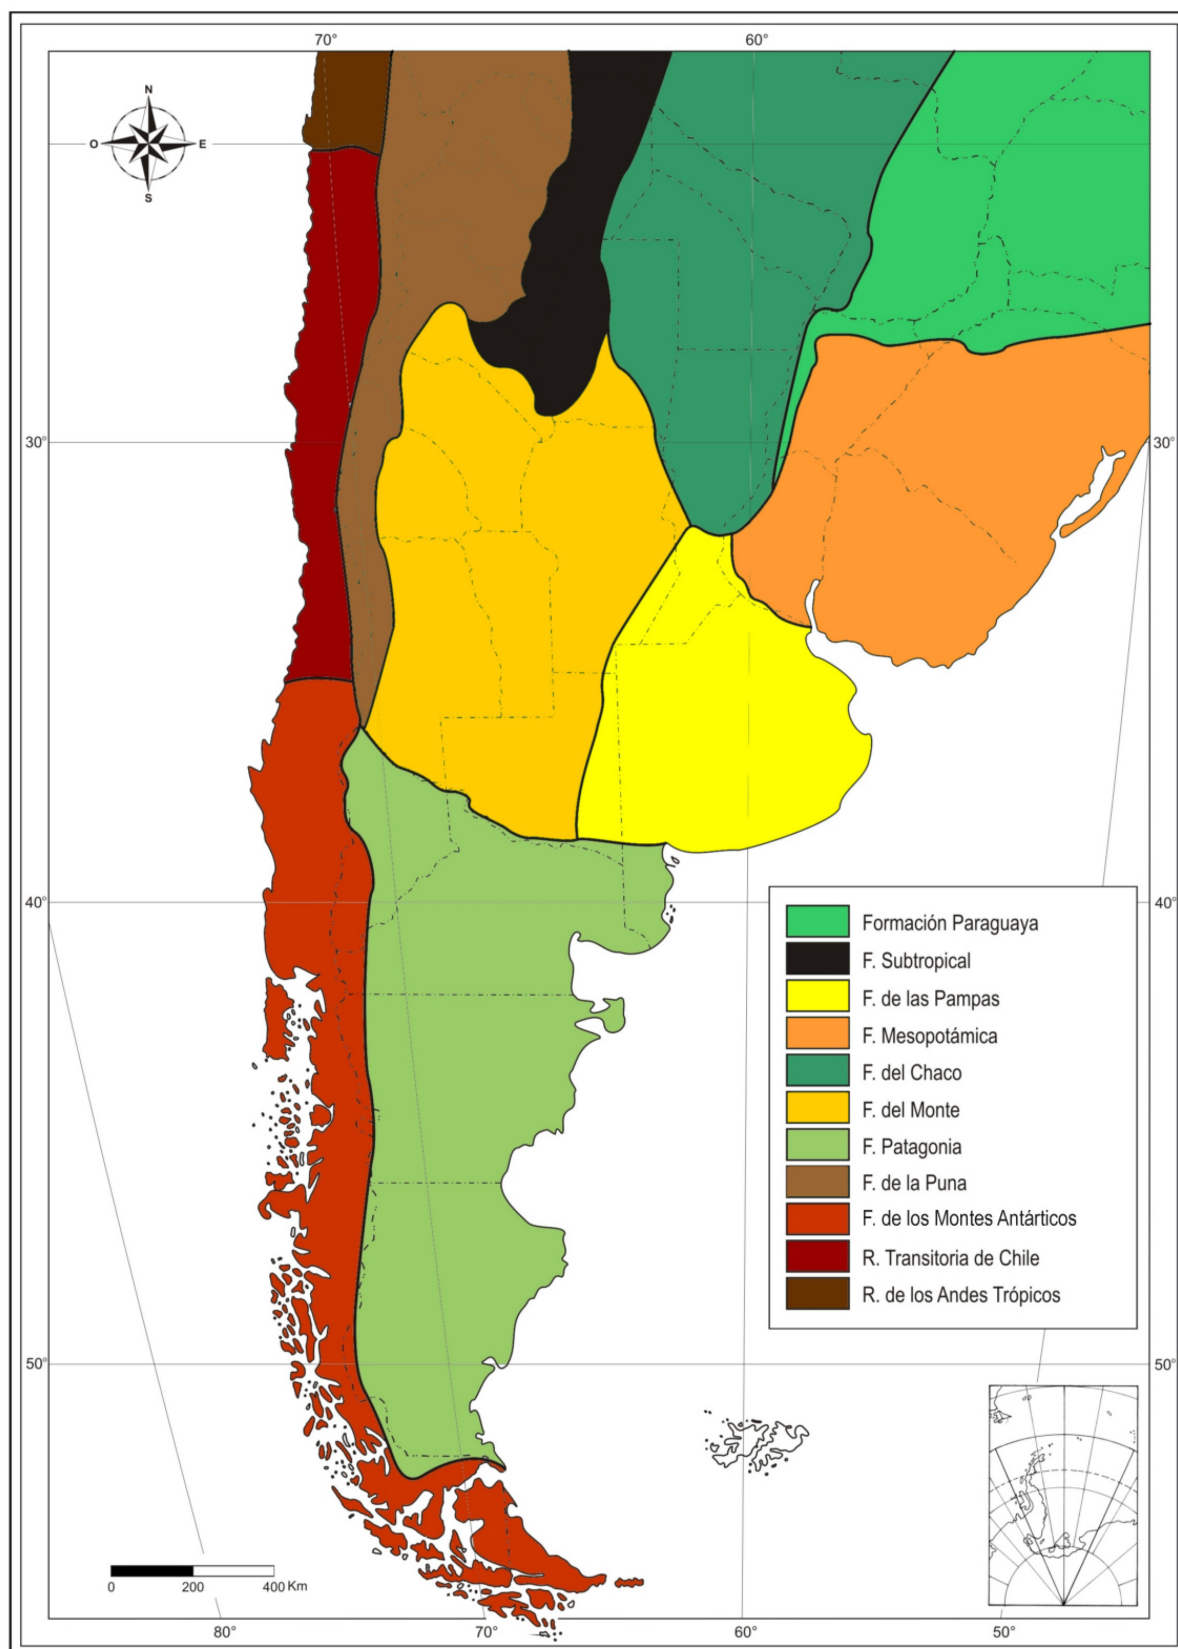 70°
60°
N
O
E
S
30°
30°
40°
40°
Formación Paraguaya
F. Subtropical
F. de las Pampas
F. Mesopotámica
F. del Chaco
F. del Monte
F. Patagonia
F. de la Puna
F. de los Montes Antárticos
R. Transitoria de Chile
R. de los Andes Trópicos
50°
50°
0 200 400 Km
80°
70°
60°
50°